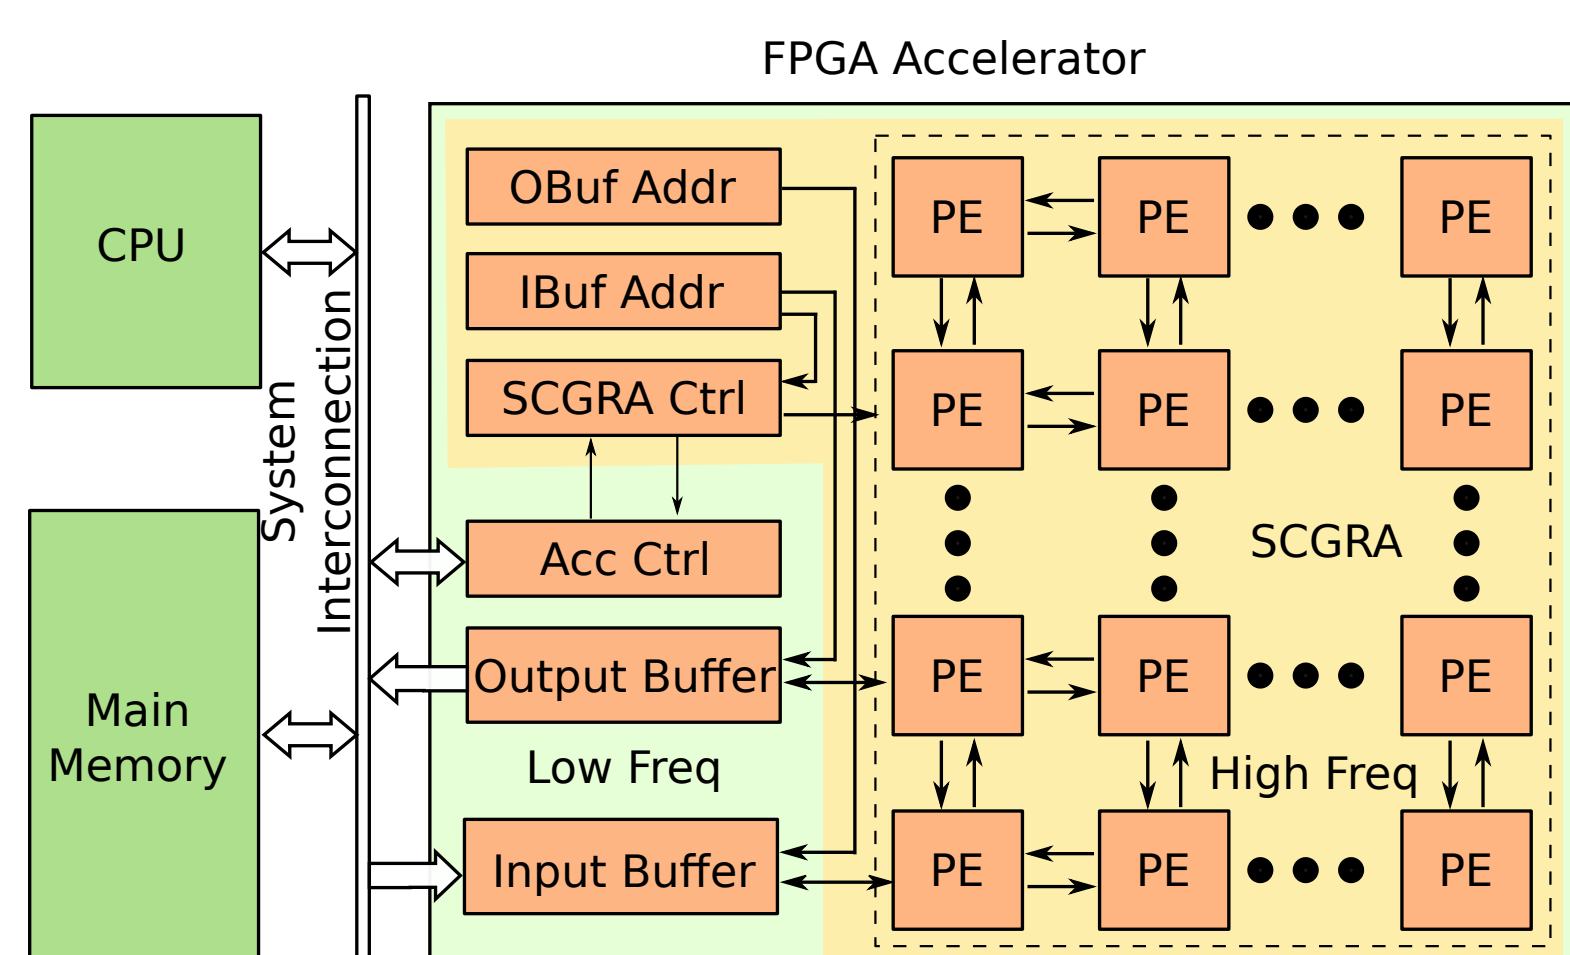 FPGA Accelerator
CPU
System
Interconnection
Main
Memory
OBuf Addr
IBuf Addr
SCGRA Ctrl
Acc Ctrl
Output Buffer
Low Freq
Input Buffer
PE
PE
PE
PE
PE
PE
SCGRA
PE
PE
PE
High Freq
PE
PE
PE